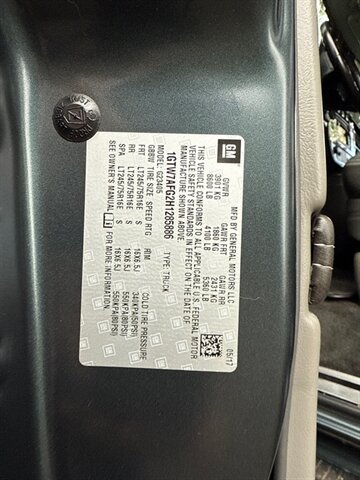 GM
MFD BY GENERAL MOTORS LLC
05/17
GVWR GAWR FRT GAWR RR
3901 KG 1860 KG 2431 KG
8600 LB 4100 LB 5360 LB
THIS VEHICLE CONFORMS TO ALL APPLICABLE U.S. FEDERAL MOTOR
VEHICLE SAFETY STANDARDS IN EFFECT ON THE DATE OF
MANUFACTURE SHOWN ABOVE.
1GTW7AFG2H1285886 TYPE: TRUCK
MODEL: G23405
GBBW TIRE SIZE SPEED RTG RIM COLD TIRE PRESSURE
FRT LT245/75R16E S 16X6.5J 340KPA(50PSI)
RR LT245/75R16E S 16X6.5J 550KPA(80PSI)
SPA LT245/75R16E S 16X6.5J 550KPA(80PSI)
SEE OWNER'S MANUAL FOR MORE INFORMATION.